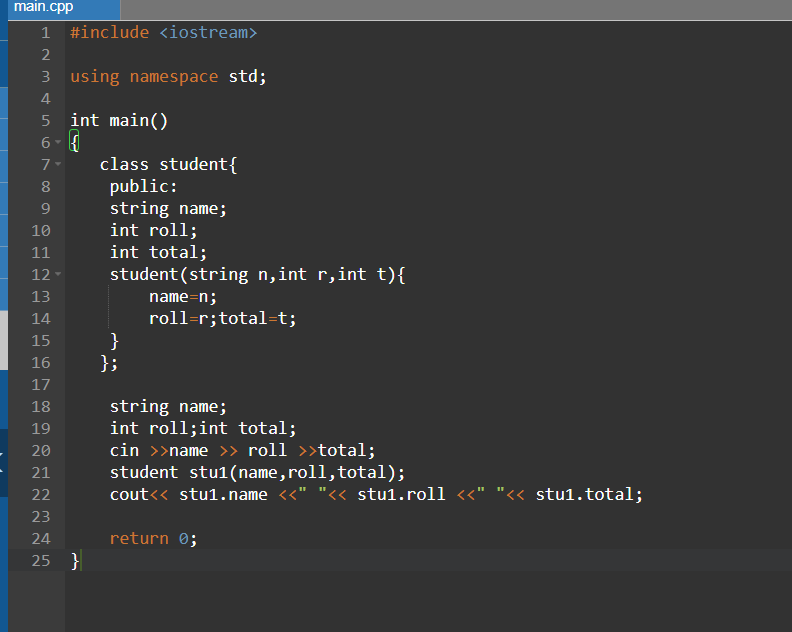 main.cpp
1 #include <iostream>
2
3 using namespace std;
4
5 int main()
6 {
7 class student{
8 public:
9 string name;
10 int roll;
11 int total;
12 student(string n,int r,int t){
13 name=n;
14 roll=r;total=t;
15 }
16 };
17
18 string name;
19 int roll;int total;
20 cin >>name >> roll >>total;
21 student stu1(name,roll,total);
22 cout<< stu1.name <<" "<< stu1.roll <<" "<< stu1.total;
23
24 return 0;
25 }